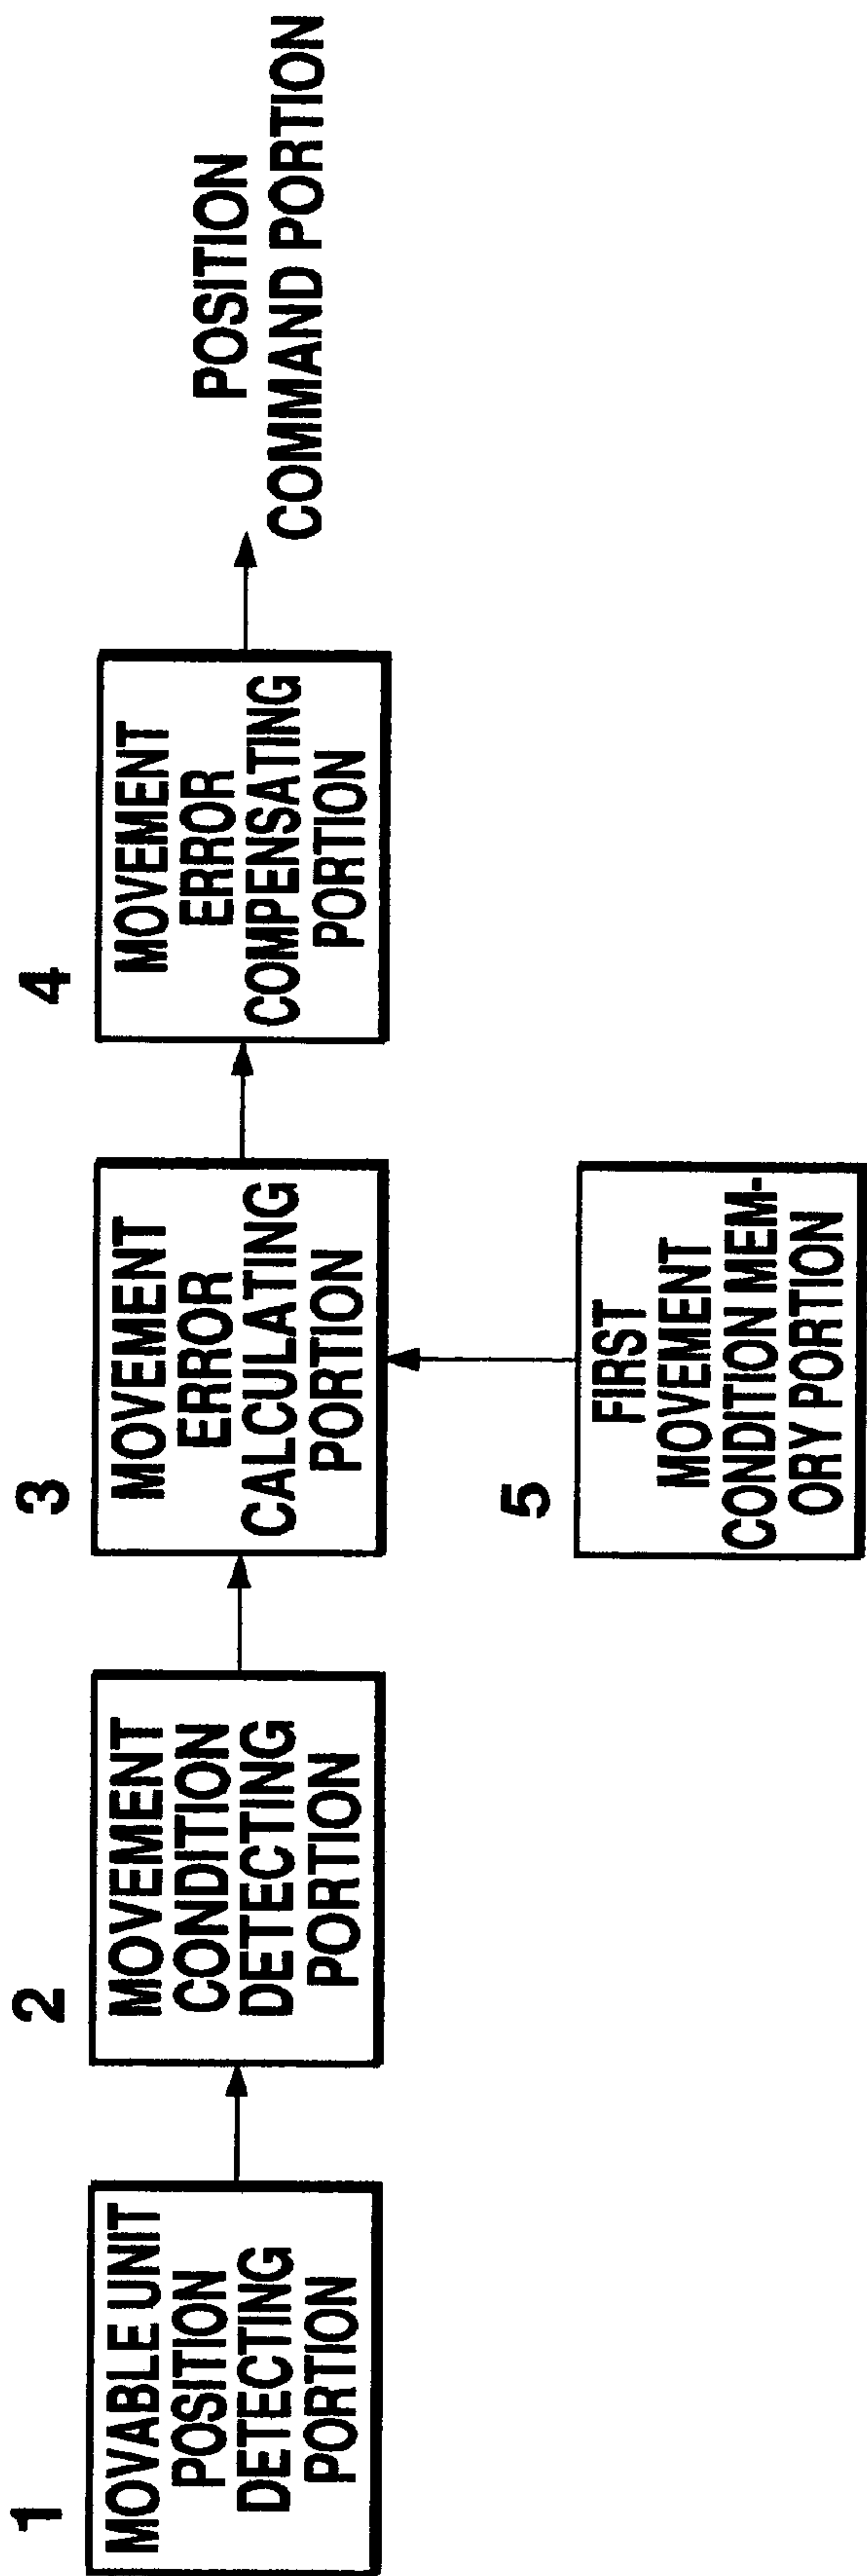 1
MOVABLE UNIT
POSITION
DETECTING
PORTION
2
MOVEMENT
CONDITION
DETECTING
PORTION
3
MOVEMENT
ERROR
CALCULATING
PORTION
4
MOVEMENT
ERROR
COMPENSATING
PORTION
POSITION
COMMAND PORTION
5
FIRST
MOVEMENT
CONDITION MEM-
ORY PORTION